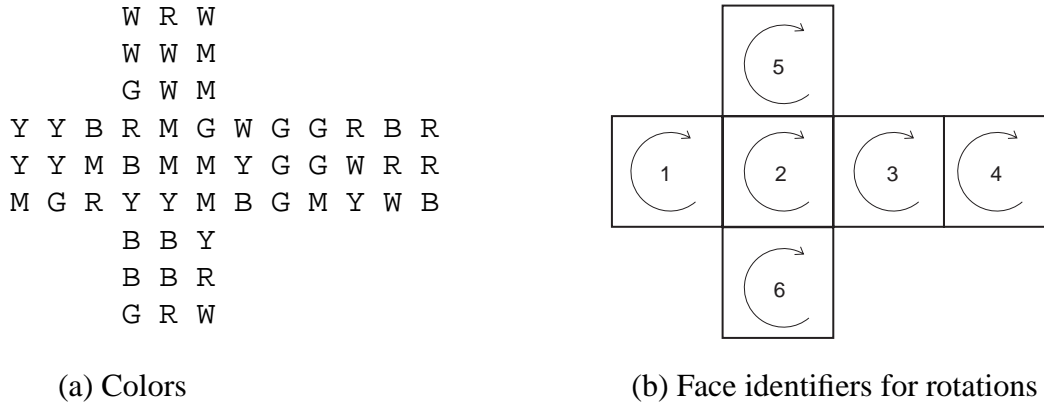 W R W
W W M
G W M
Y Y B R M G W G G R B R
Y Y M B M M Y G G W R R
M G R Y Y M B G M Y W B
B B Y
B B R
G R W
(a) Colors
5
1 2 3 4
6
(b) Face identifiers for rotations